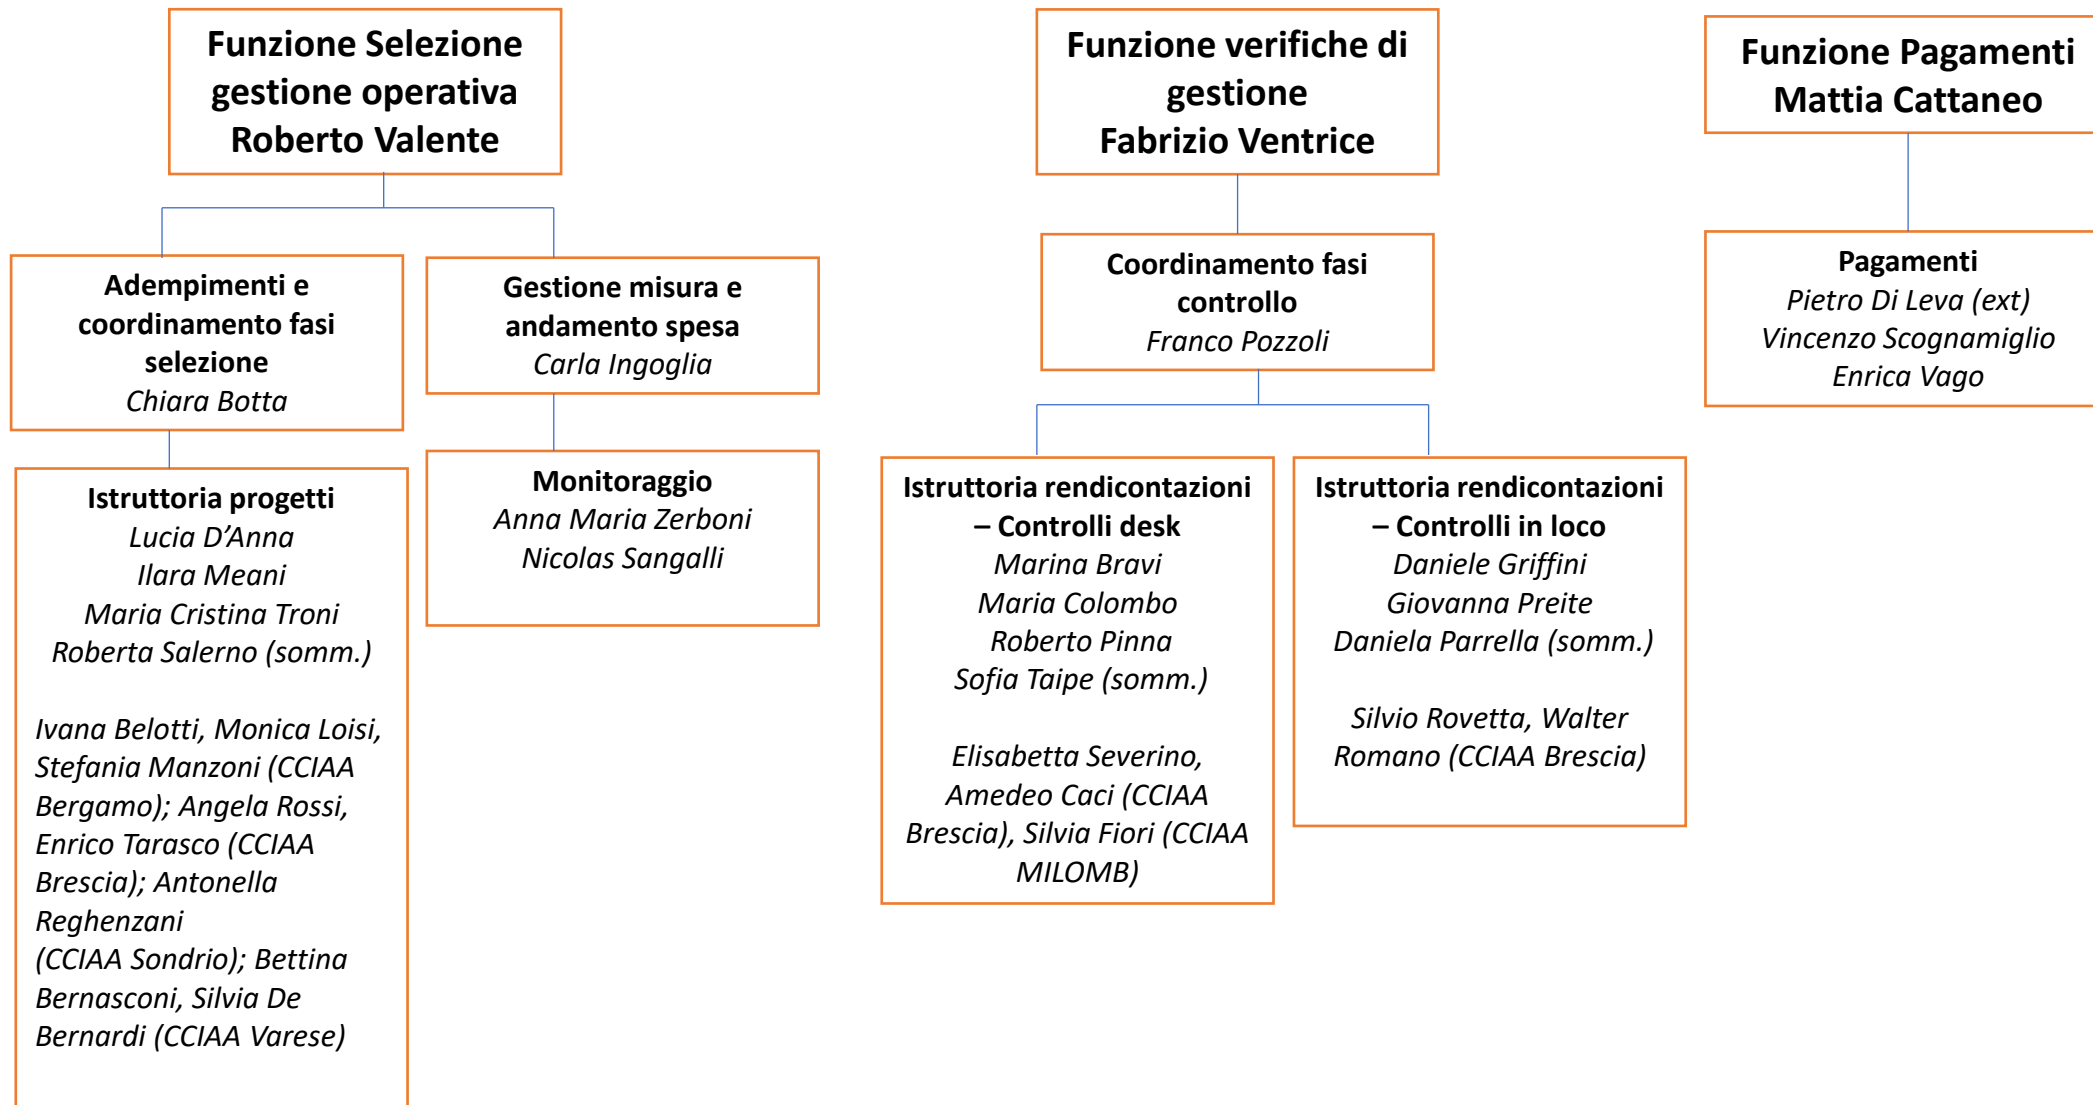 Funzione Selezione
gestione operativa
Roberto Valente
Adempimenti e
coordinamento fasi
selezione
Chiara Botta
Gestione misura e
andamento spesa
Carla Ingoglia
Istruttoria progetti
Lucia D’Anna
Ilara Meani
Maria Cristina Troni
Roberta Salerno (somm.)
Ivana Belotti, Monica Loisi,
Stefania Manzoni (CCIAA
Bergamo); Angela Rossi,
Enrico Tarasco (CCIAA
Brescia); Antonella
Reghenzani
(CCIAA Sondrio); Bettina
Bernasconi, Silvia De
Bernardi (CCIAA Varese)
Monitoraggio
Anna Maria Zerboni
Nicolas Sangalli
Funzione verifiche di
gestione
Fabrizio Ventrice
Coordinamento fasi
controllo
Franco Pozzoli
Istruttoria rendicontazioni
– Controlli desk
Marina Bravi
Maria Colombo
Roberto Pinna
Sofia Taipe (somm.)
Elisabetta Severino,
Amedeo Caci (CCIAA
Brescia), Silvia Fiori (CCIAA
MILOMB)
Istruttoria rendicontazioni
– Controlli in loco
Daniele Griffini
Giovanna Preite
Daniela Parrella (somm.)
Silvio Rovetta, Walter
Romano (CCIAA Brescia)
Funzione Pagamenti
Mattia Cattaneo
Pagamenti
Pietro Di Leva (ext)
Vincenzo Scognamiglio
Enrica Vago